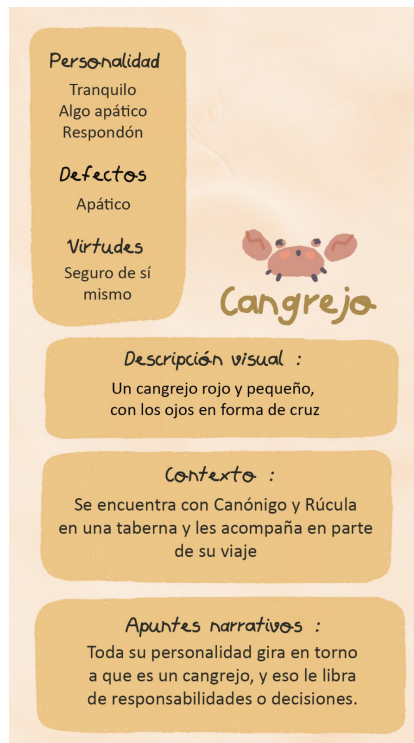 Personalidad
Tranquilo
Algo apático
Respondón
Defectos
Apático
Virtudes
Seguro de sí
mismo
Cangrejo
Descripción visual :
Un cangrejo rojo y pequeño,
con los ojos en forma de cruz
Contexto :
Se encuentra con Canónigo y Rúcula
en una taberna y les acompaña en parte
de su viaje
Apuntes narrativos :
Toda su personalidad gira en torno
a que es un cangrejo, y eso le libra
de responsabilidades o decisiones.